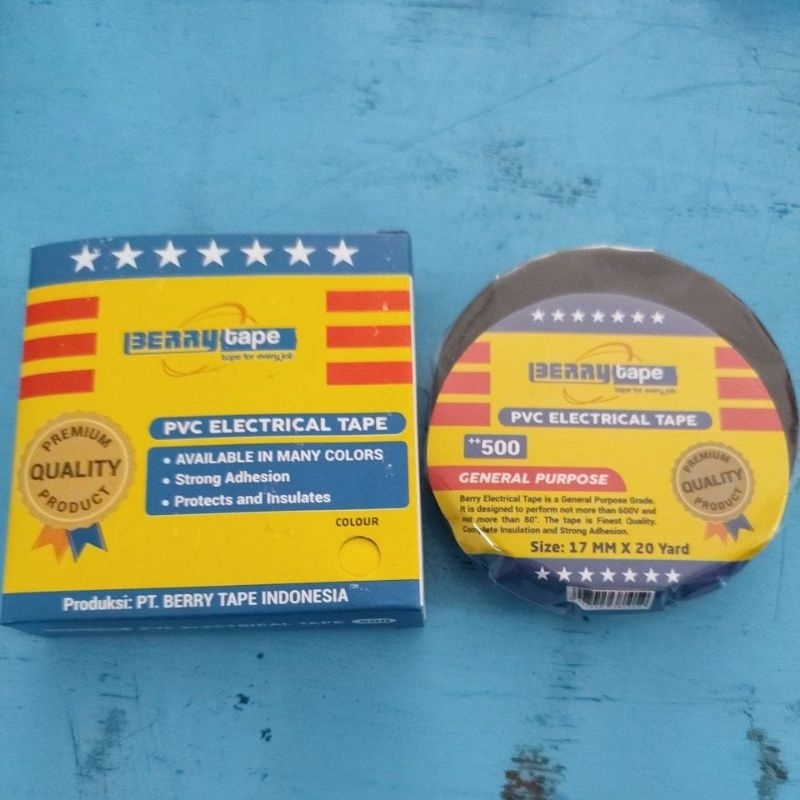 BERRY tape
tape for every job
PVC ELECTRICAL TAPE
• AVAILABLE IN MANY COLORS
• Strong Adhesion
• Protects and Insulates
PREMIUM
QUALITY
PRODUCT
COLOUR
Produksi: PT. BERRY TAPE INDONESIA
PVC ELECTRICAL TAPE 500
BERRY tape
tape for every job
PVC ELECTRICAL TAPE
++500
GENERAL PURPOSE
Berry Electrical Tape is a General Purpose Grade.
It is designed to perform not more than 600V and
not more than 80°. The tape is Finest Quality.
Complete Insulation and Strong Adhesion.
PREMIUM
QUALITY
PRODUCT
Size: 17 MM X 20 Yard